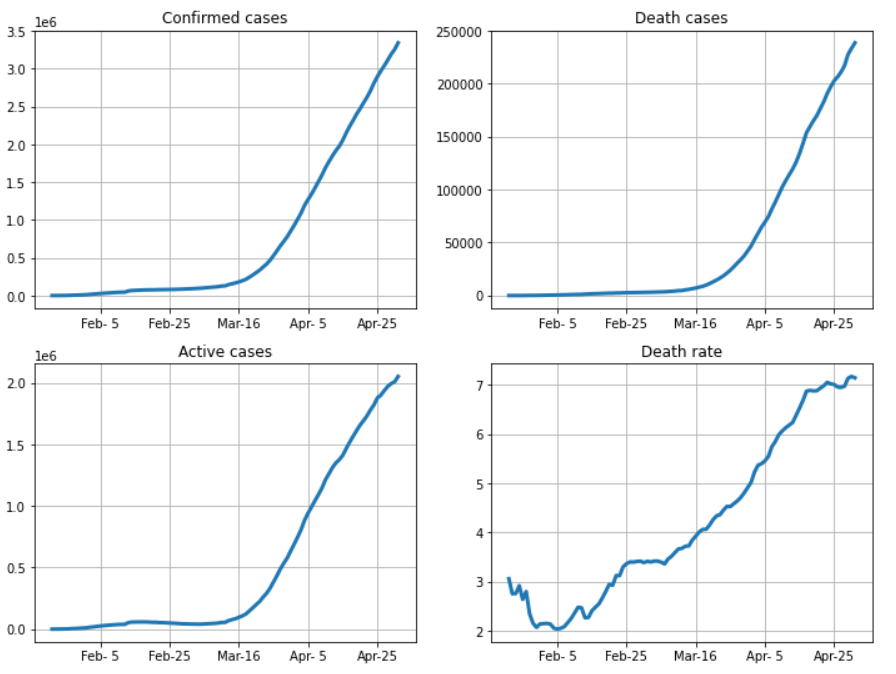 Confirmed cases
1e6
3.5
3.0
2.5
2.0
1.5
1.0
0.5
0.0
Feb- 5 Feb-25 Mar-16 Apr- 5 Apr-25
Death cases
250000
200000
150000
100000
50000
0
Feb- 5 Feb-25 Mar-16 Apr- 5 Apr-25
Active cases
1e6
2.0
1.5
1.0
0.5
0.0
Feb- 5 Feb-25 Mar-16 Apr- 5 Apr-25
Death rate
7
6
5
4
3
2
Feb- 5 Feb-25 Mar-16 Apr- 5 Apr-25